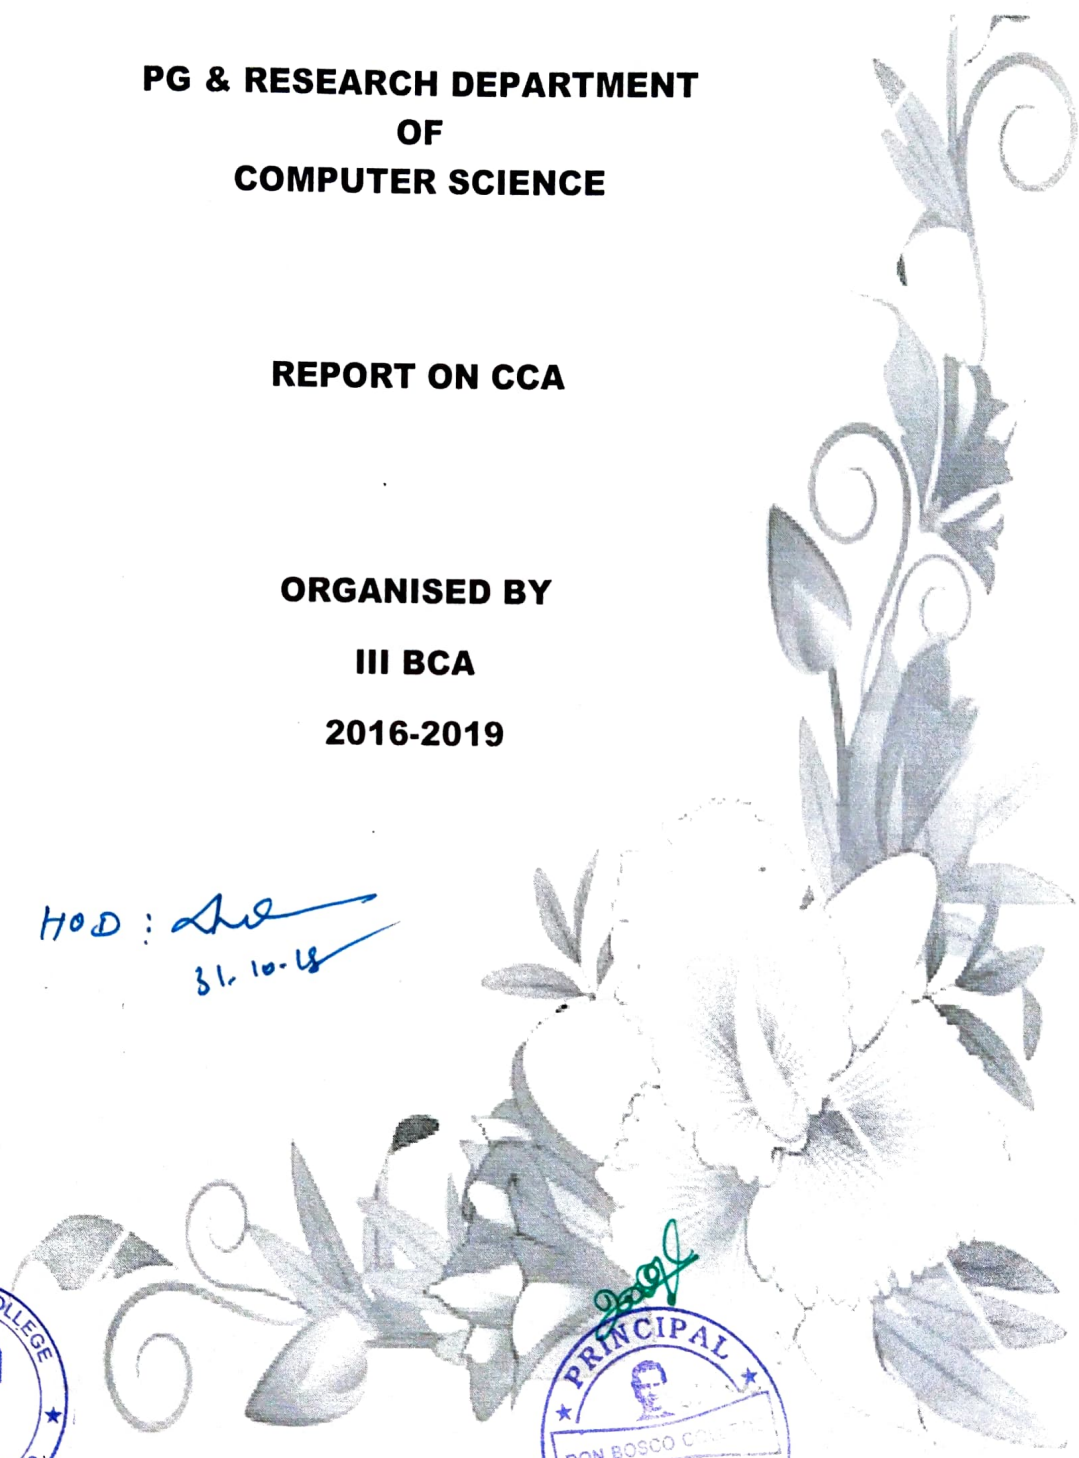 PG & RESEARCH DEPARTMENT
OF
COMPUTER SCIENCE
REPORT ON CCA
ORGANISED BY
III BCA
2016-2019
HOD :
31.10.18
OLLEGE
PRINCIPAL
DON BOSCO